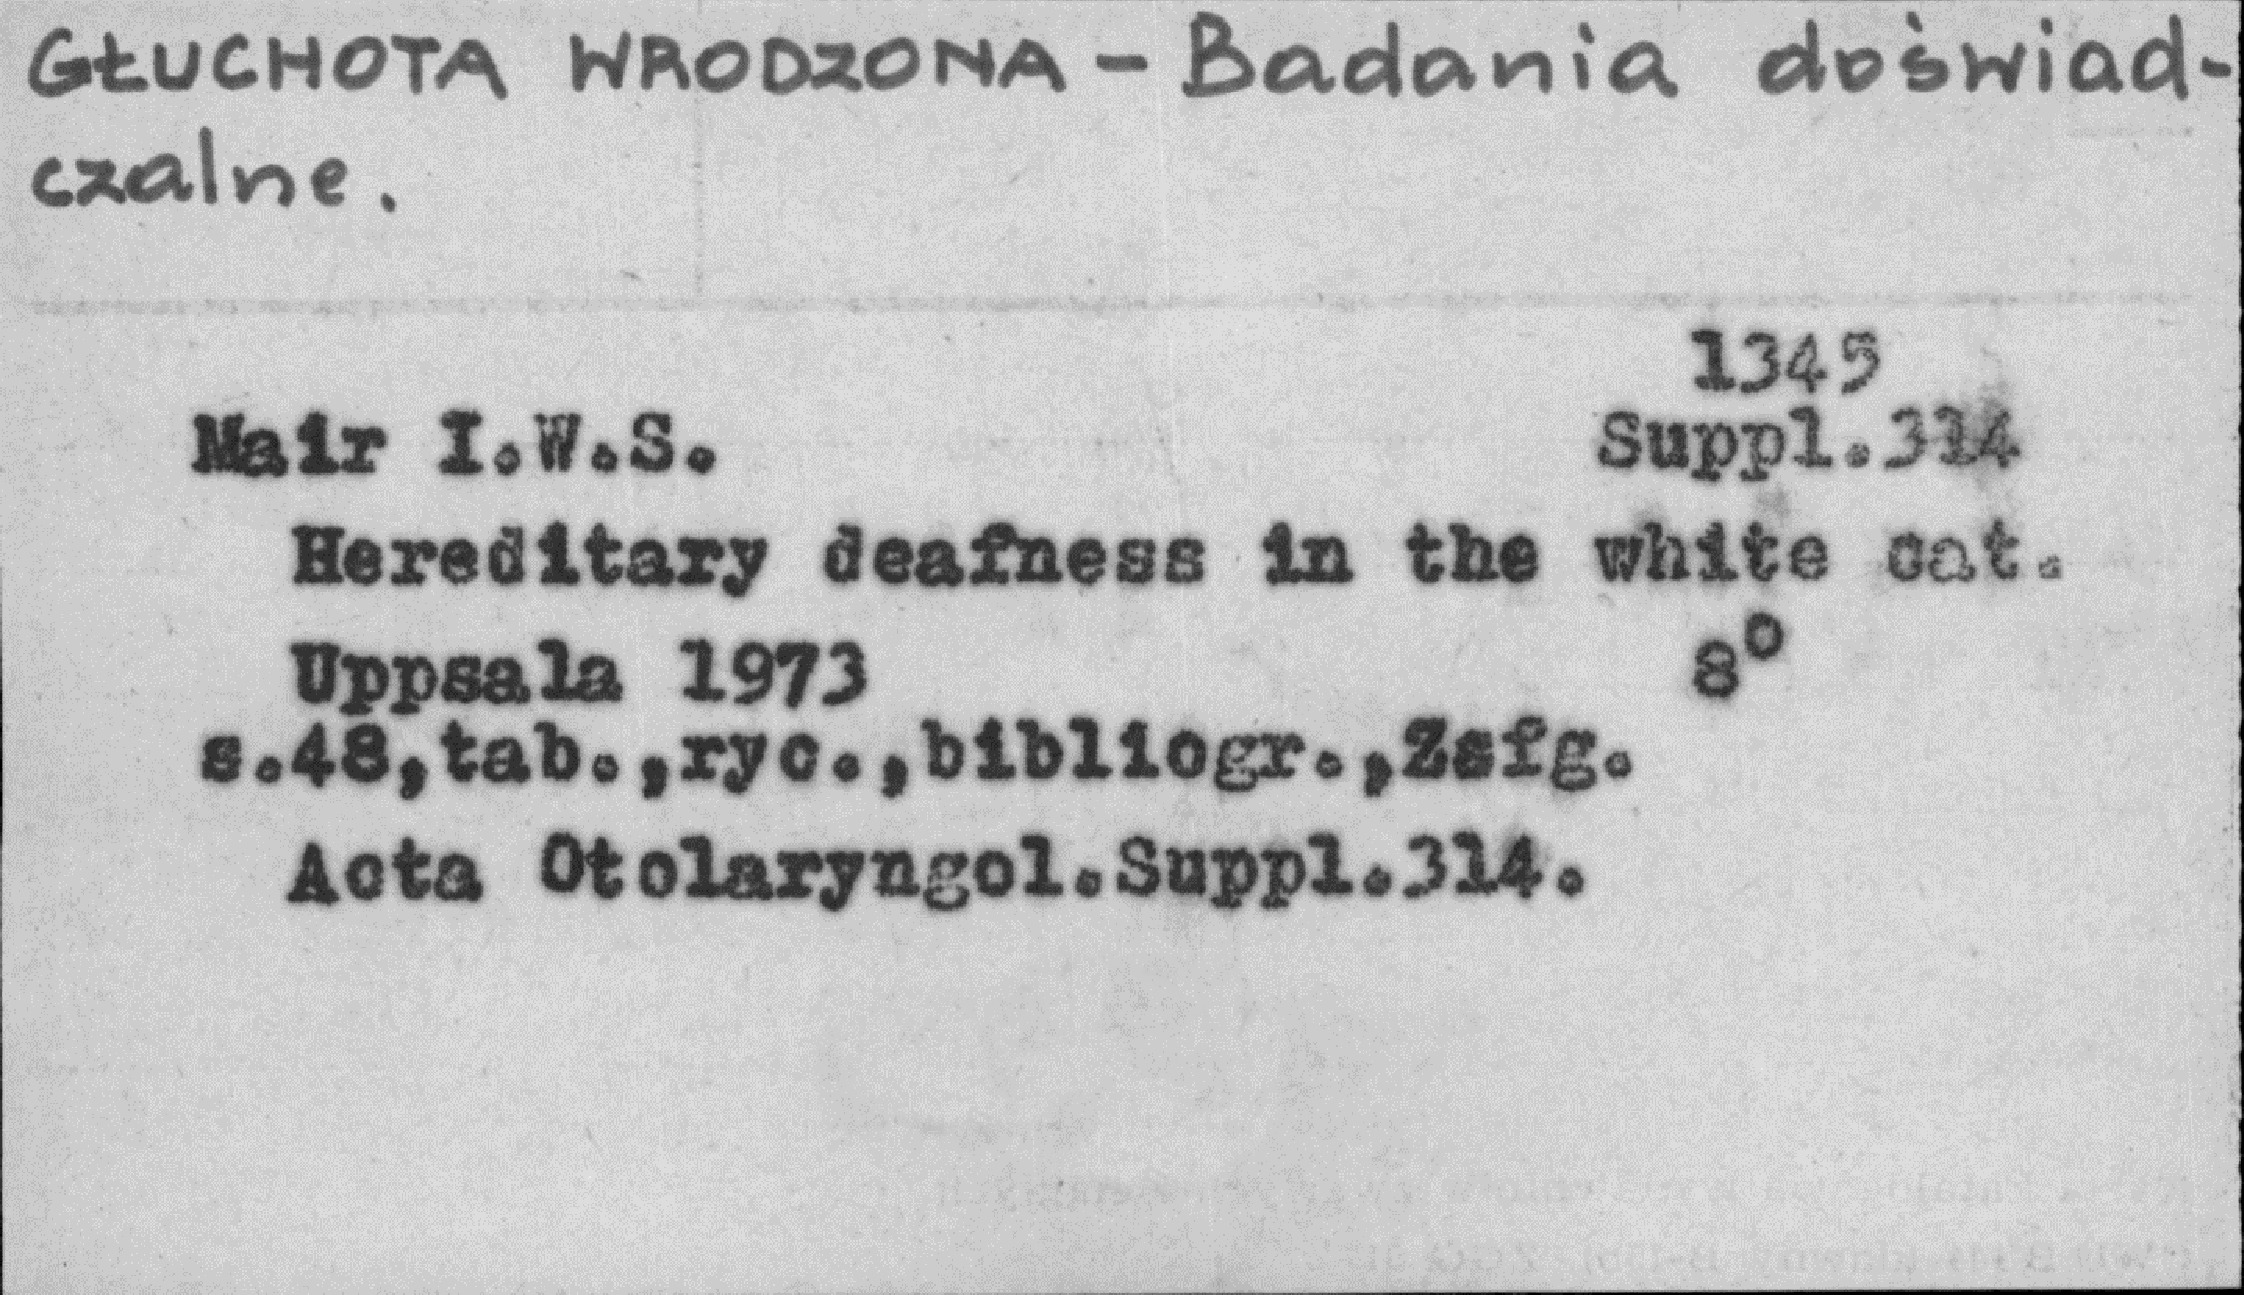 GŁUCHOTA WRODZONA - Badania doświad-
czalne.
1345
Mair I.W.S. Suppl.314
Hereditary deafness in the white cat.
Uppsala 1973 8º
s.48,tab.,ryc.,bibliogr.,Zsfg.
Acta Otolaryngol.Suppl.314.